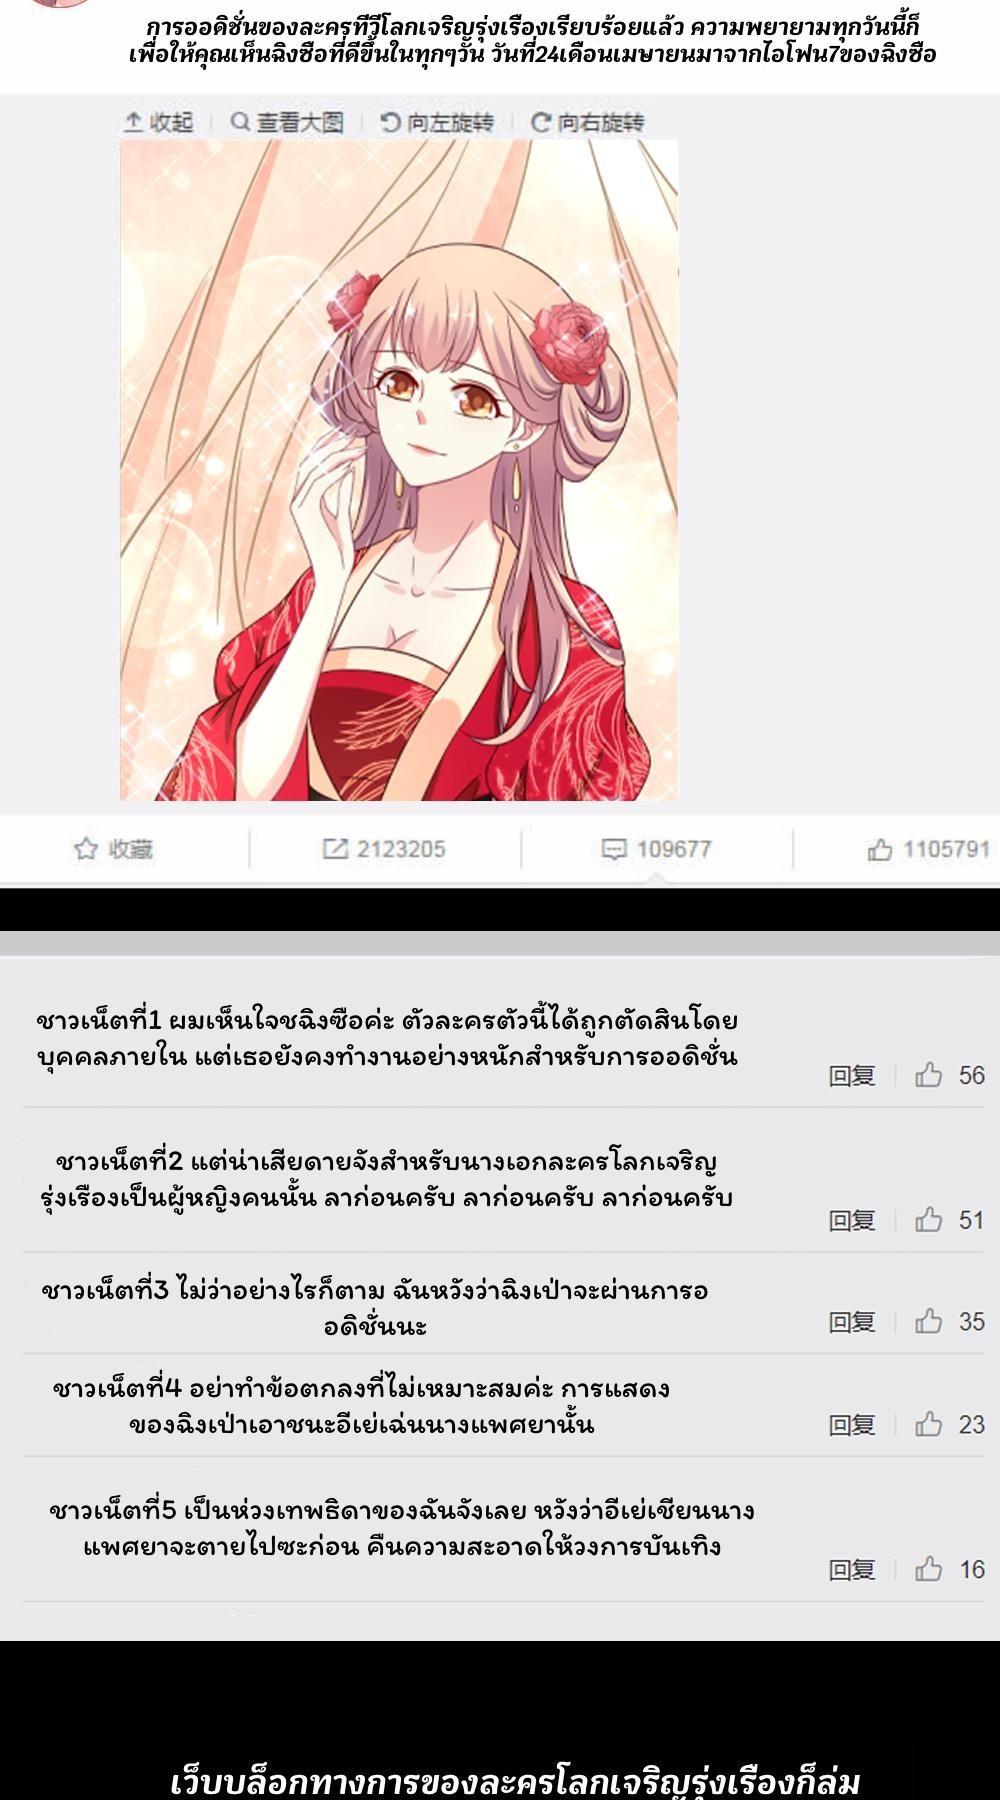 การออดิชั่นของละครทีวีโลกเจริญรุ่งเรืองเรียบร้อยแล้ว ความพยายามทุกวันนี้ก็
เพื่อให้คุณเห็นฉิงซือที่ดีขึ้นในทุกๆวัน วันที่24เดือนเมษายนมาจากไอโฟน7ของฉิงซือ
收起 查看大图 向左旋转 向右旋转
收藏 2123205 109677 1105791
ชาวเน็ตที่1 ผมเห็นใจชฉิงซือค่ะ ตัวละครตัวนี้ได้ถูกตัดสินโดย
บุคคลภายใน แต่เธอยังคงทำงานอย่างหนักสำหรับการออดิชั่น
回复 56
ชาวเน็ตที่2 แต่น่าเสียดายจังสำหรับนางเอกละครโลกเจริญ
รุ่งเรืองเป็นผู้หญิงคนนั้น ลาก่อนครับ ลาก่อนครับ ลาก่อนครับ
回复 51
ชาวเน็ตที่3 ไม่ว่าอย่างไรก็ตาม ฉันหวังว่าฉิงเป่าจะผ่านการอ
อดิชั่นนะ
回复 35
ชาวเน็ตที่4 อย่าทำข้อตกลงที่ไม่เหมาะสมค่ะ การแสดง
ของฉิงเป่าเอาชนะอีเย่เฉ่นนางแพศยานั้น
回复 23
ชาวเน็ตที่5 เป็นห่วงเทพธิดาของฉันจังเลย หวังว่าอีเย่เชียนนาง
แพศยาจะตายไปซะก่อน คืนความสะอาดให้วงการบันเทิง
回复 16
เว็บบล็อกทางการของละครโลกเจริญรุ่งเรืองก็ล่ม